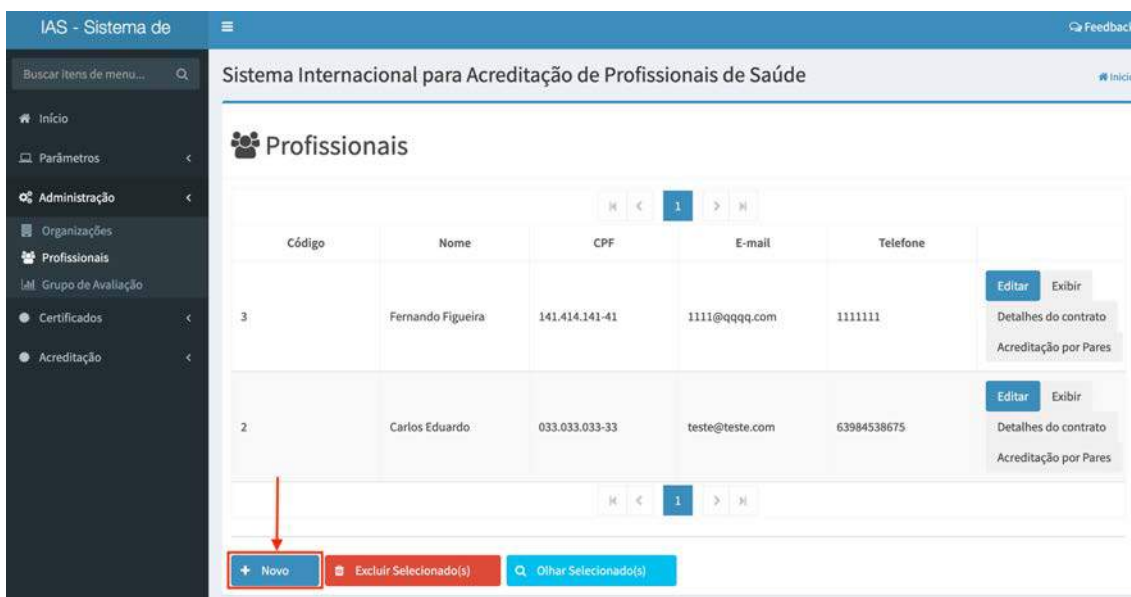 IAS - Sistema de
Feedback
Buscar itens de menu...
Sistema Internacional para Acreditação de Profissionais de Saúde
Início
Início
Parâmetros
Administração
Organizações
Profissionais
Grupo de Avaliação
Certificados
Acreditação
Profissionais
1
Código Nome CPF E-mail Telefone
3 Fernando Figueira 141.414.141-41 1111@qqqq.com 1111111
Editar Exibir
Detalhes do contrato
Acreditação por Pares
2 Carlos Eduardo 033.033.033-33 teste@teste.com 63984538675
Editar Exibir
Detalhes do contrato
Acreditação por Pares
1
+ Novo Excluir Selecionado(s) Olhar Selecionado(s)